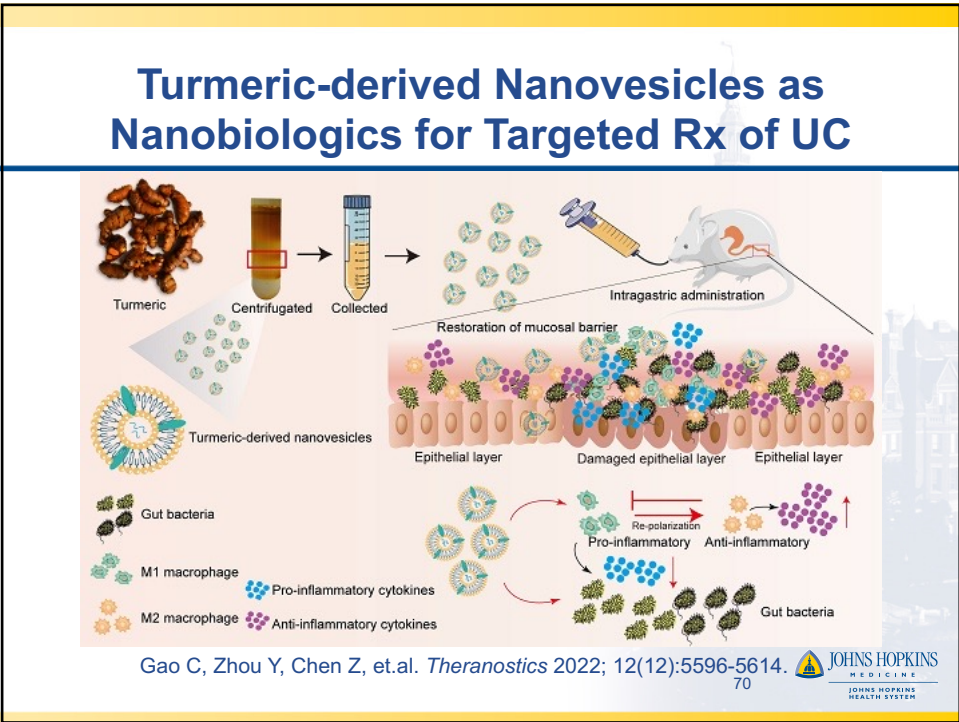 Turmeric-derived Nanovesicles as
Nanobiologics for Targeted Rx of UC
Turmeric
Centrifugated
Collected
Intragastric administration
Restoration of mucosal barrier
Turmeric-derived nanovesicles
Epithelial layer
Damaged epithelial layer
Epithelial layer
Gut bacteria
M1 macrophage
M2 macrophage
Pro-inflammatory cytokines
Anti-inflammatory cytokines
Re-polarization
Pro-inflammatory
Anti-inflammatory
Gut bacteria
Gao C, Zhou Y, Chen Z, et.al. Theranostics 2022; 12(12):5596-5614.
70
JOHNS HOPKINS
MEDICINE
JOHNS HOPKINS
HEALTH SYSTEM